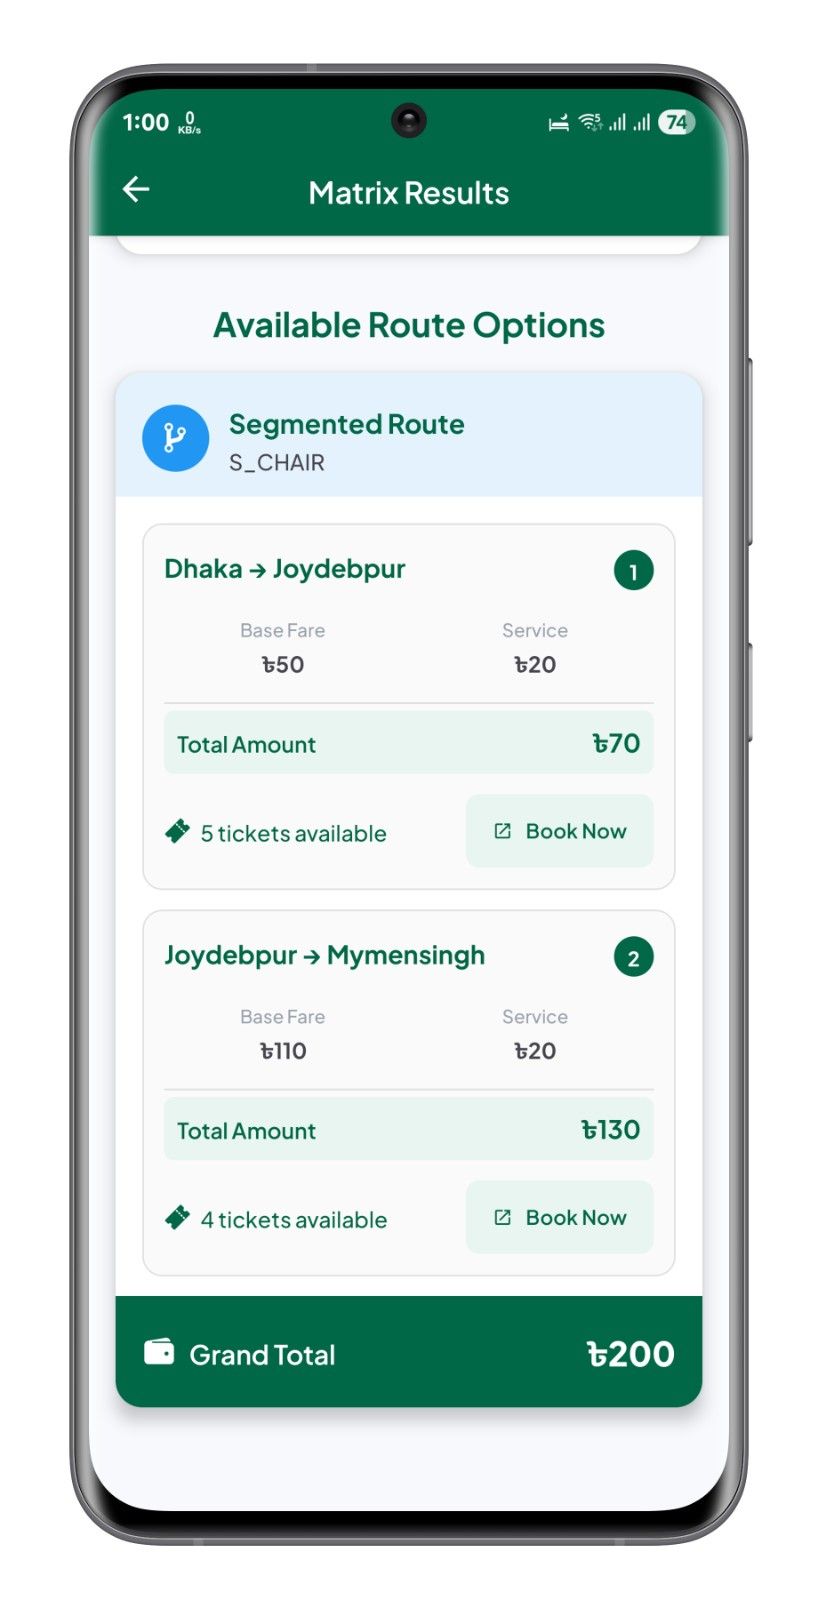 1:00 0 KB/s 5 74
Matrix Results
Available Route Options
Segmented Route
S_CHAIR
Dhaka → Joydebpur 1
Base Fare Service
৳50 ৳20
Total Amount ৳70
5 tickets available Book Now
Joydebpur → Mymensingh 2
Base Fare Service
৳110 ৳20
Total Amount ৳130
4 tickets available Book Now
Grand Total ৳200